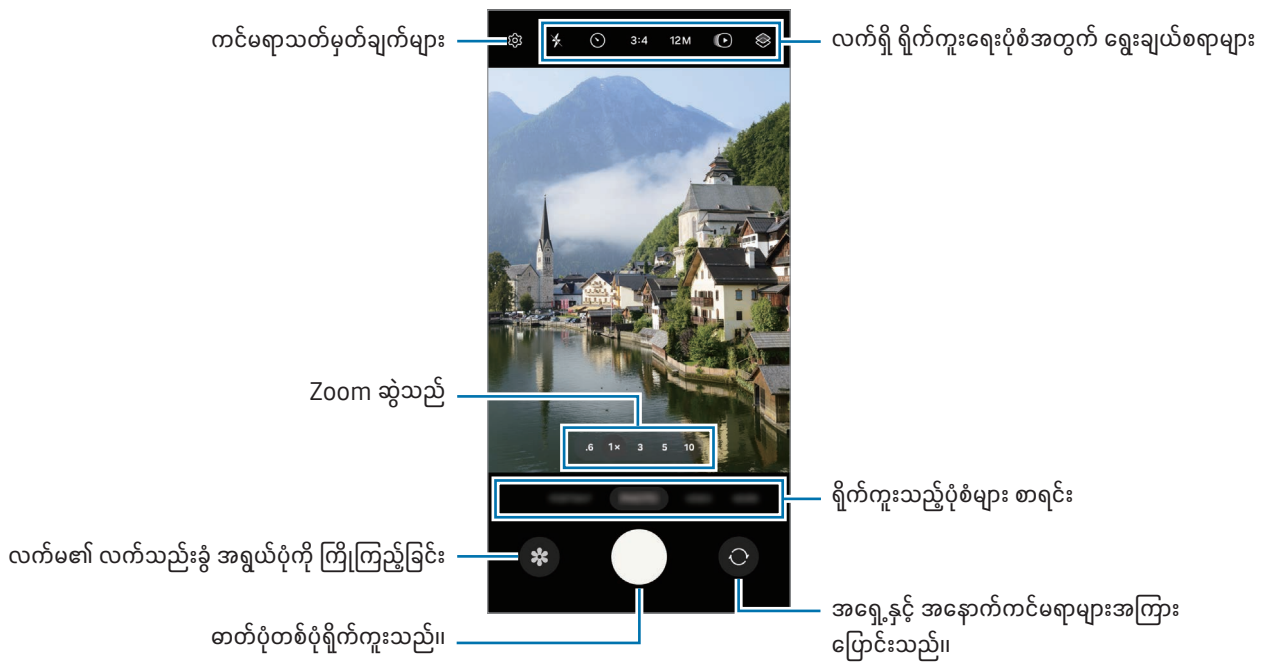 ကင်မရာသတ်မှတ်ချက်များ
3:4 12M
လက်ရှိ ရိုက်ကူးရေးပုံစံအတွက် ရွေးချယ်စရာများ
Zoom ဆွဲသည်
.6 1× 3 5 10
ရိုက်ကူးသည့်ပုံစံများ စာရင်း
လက်မ၏ လက်သည်းခွံ အရွယ်ပုံကို ကြိုကြည့်ခြင်း
ဓာတ်ပုံတစ်ပုံရိုက်ကူးသည်။
အရှေ့နှင့် အနောက်ကင်မရာများအကြား
ပြောင်းသည်။